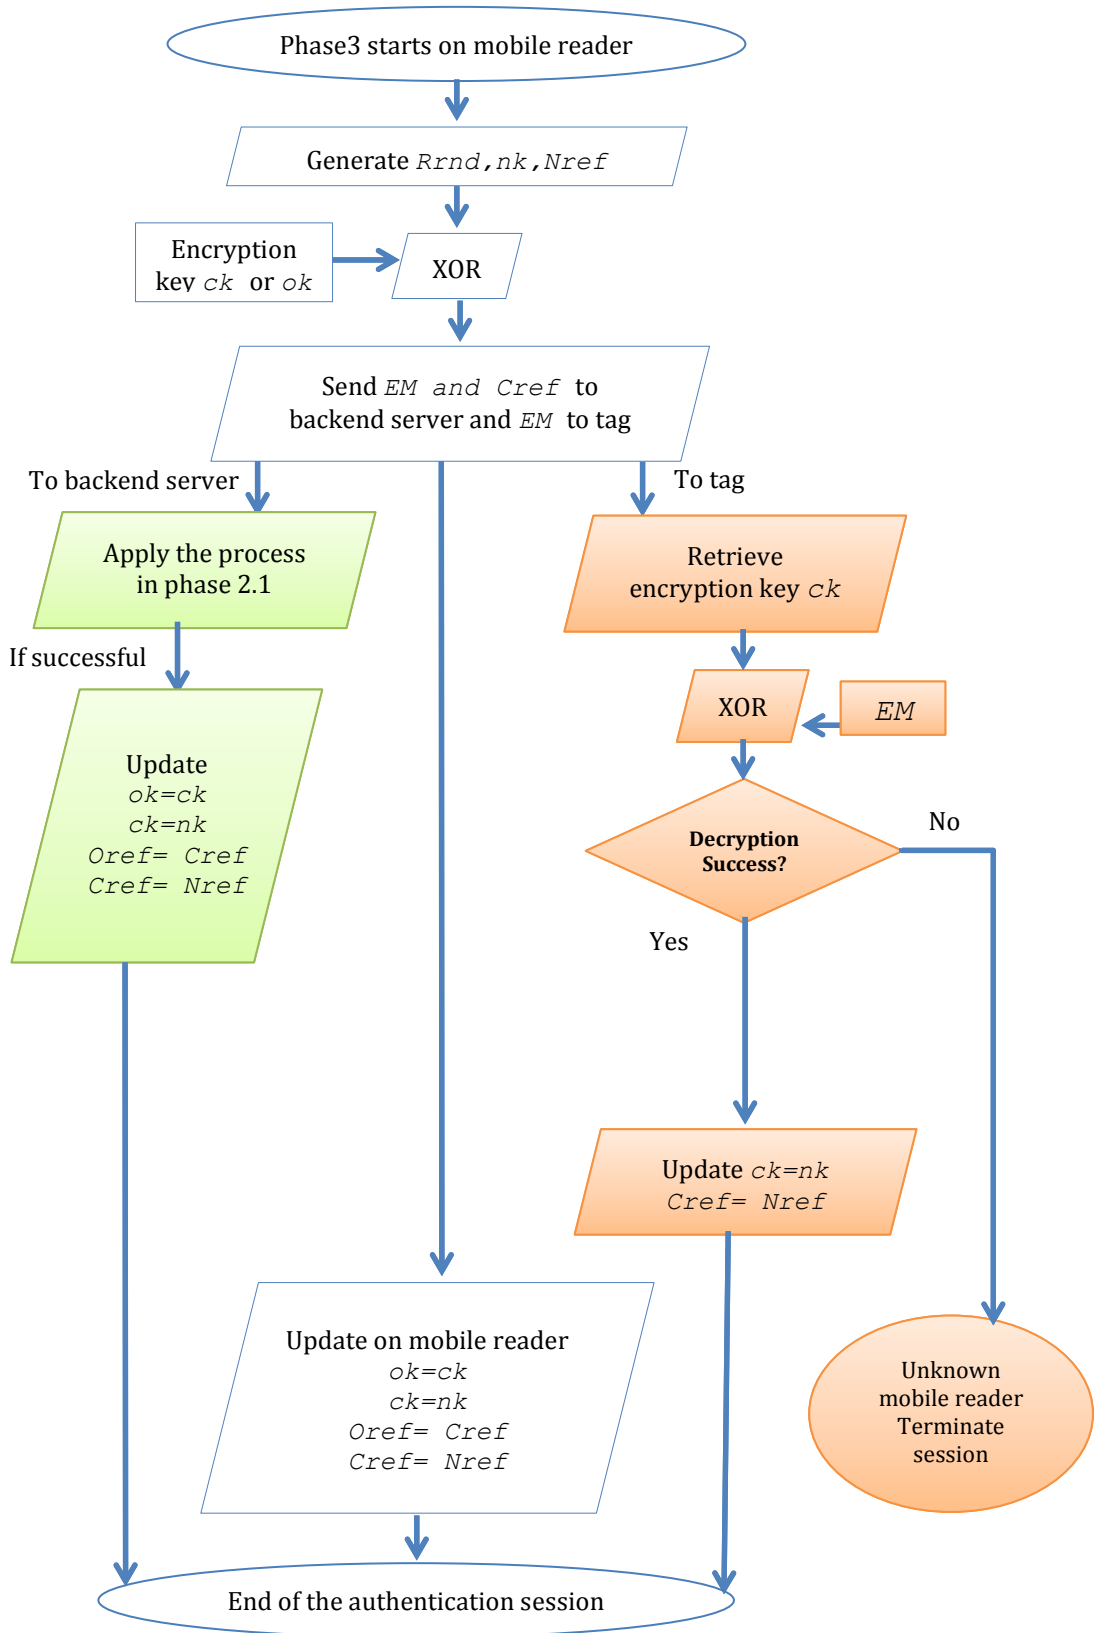 Phase3 starts on mobile reader
Generate Rrnd,nk,Nref
Encryption
key ck or ok
XOR
Send EM and Cref to
backend server and EM to tag
To backend server
To tag
Apply the process
in phase 2.1
Retrieve
encryption key ck
If successful
XOR
EM
Update
ok=ck
ck=nk
Oref= Cref
Cref= Nref
Decryption
Success?
No
Yes
Update ck=nk
Cref= Nref
Update on mobile reader
ok=ck
ck=nk
Oref= Cref
Cref= Nref
Unknown
mobile reader
Terminate
session
End of the authentication session